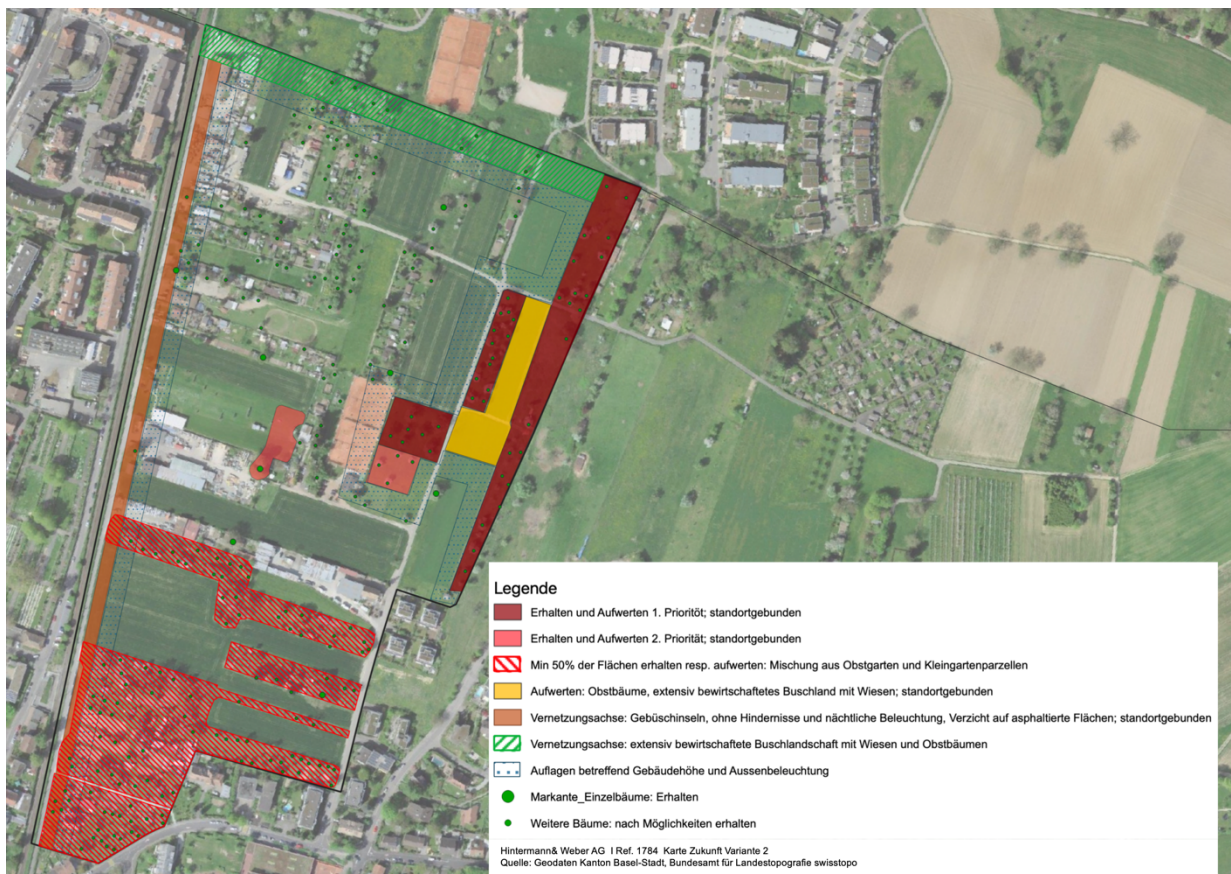 Legende
Erhalten und Aufwerten 1. Prioritöt; standortgebunden
Erhalten und Aufwerten 2. Priorität; standortgebunden
Min 50% der Flächen erhalten resp. aufwerten: Mischung aus Obstgarten und Kleingartenparzellen
Aufwerten: Obstbäume, extensiv bewirtschaftetes Buschland mit Wiesen; standortgebunden
Vernetzungsachse: Gebüschinseln, ohne Hindernisse und nächtliche Beleuchtung, Verzicht auf asphaltierte Flächen; standortgebunden
Vernetzungsachse: extensiv bewirtschaftete Buschlandschaft mit Wiesen und Obstbäumen
Auflagen betreffend Gebäudehöhe und Aussenbeleuchtung
Markante_Einzelbäume: Erhalten
Weitere Bäume: nach Möglichkeiten erhalten
Hintermann& Weber AG I Ref. 1784 Karte Zukunft Variante 2
Quelle: Geodaten Kanton Basel-Stadt, Bundesamt für Landestopografie swisstopo